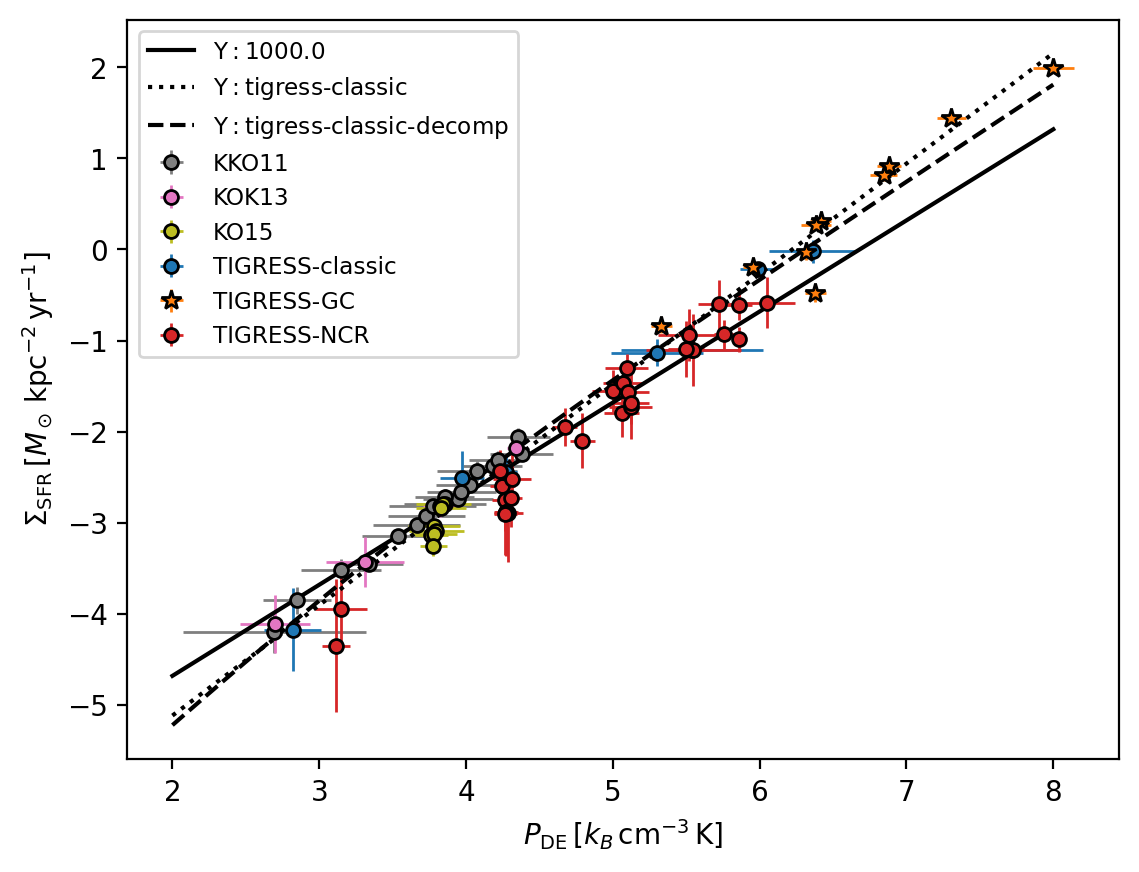 Y : 1000.0
Y : tigress-classic
Y : tigress-classic-decomp
KKO11
KOK13
KO15
TIGRESS-classic
TIGRESS-GC
TIGRESS-NCR
2
1
0
−1
−2
−3
−4
−5
Σ_SFR [M_⊙ kpc⁻² yr⁻¹]
2 3 4 5 6 7 8
P_DE [k_B cm⁻³ K]